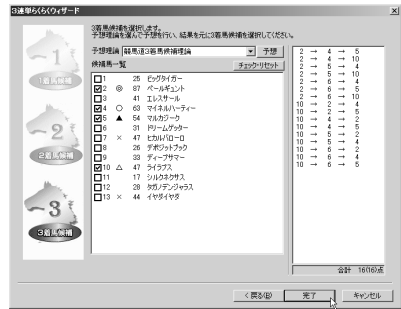 3連単らくらくウィザード
3着馬候補を選択します。
予想理論を選んで予想を行い、結果を元に3着馬候補を選択してください。
予想理論 競馬道3着馬候補理論 予想
候補馬一覧 チェック・リセット
1 25 ビッグタイガー
2 ◎ 87 ベールギュント
3 41 エレスサール
4 ○ 63 マイネルハーティー
5 ▲ 54 マルカジーク
6 31 ドリームゲッター
7 × 47 ヒカルバローロ
8 26 デポジットブック
9 33 ディープサマー
10 △ 47 ライラプス
11 17 シルクネクサス
12 28 タガノデンジャラス
13 × 44 イヤダイヤダ
2 → 4 → 5
2 → 4 → 10
2 → 5 → 4
2 → 5 → 10
2 → 6 → 4
2 → 6 → 5
2 → 6 → 10
10 → 2 → 4
10 → 2 → 5
10 → 4 → 2
10 → 4 → 5
10 → 5 → 2
10 → 5 → 4
10 → 6 → 2
10 → 6 → 4
10 → 6 → 5
1
1着馬候補
2
2着馬候補
3
3着馬候補
合計 16(16)点
< 戻る(B) 完了 キャンセル